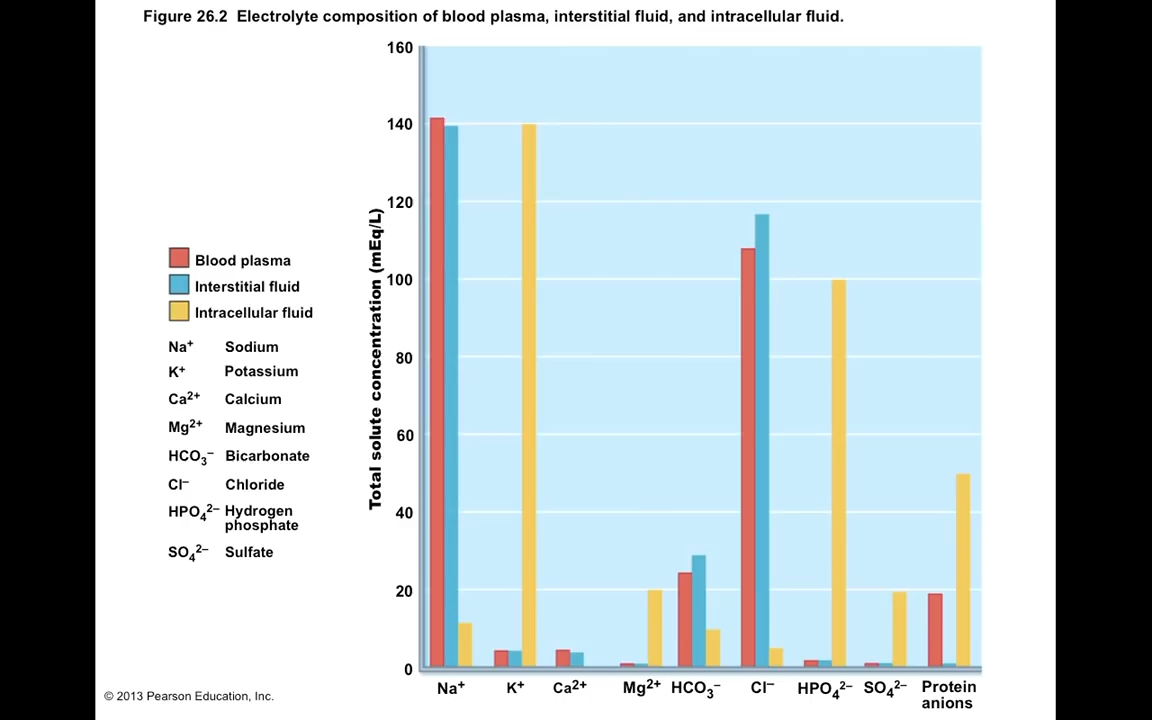 Figure 26.2 Electrolyte composition of blood plasma, interstitial fluid, and intracellular fluid.
160
140
120
100
80
60
40
20
0
Total solute concentration (mEq/L)
Blood plasma
Interstitial fluid
Intracellular fluid
Na⁺ Sodium
K⁺ Potassium
Ca²⁺ Calcium
Mg²⁺ Magnesium
HCO₃⁻ Bicarbonate
Cl⁻ Chloride
HPO₄²⁻ Hydrogen
phosphate
SO₄²⁻ Sulfate
Na⁺ K⁺ Ca²⁺ Mg²⁺ HCO₃⁻ Cl⁻ HPO₄²⁻ SO₄²⁻ Protein
anions
© 2013 Pearson Education, Inc.